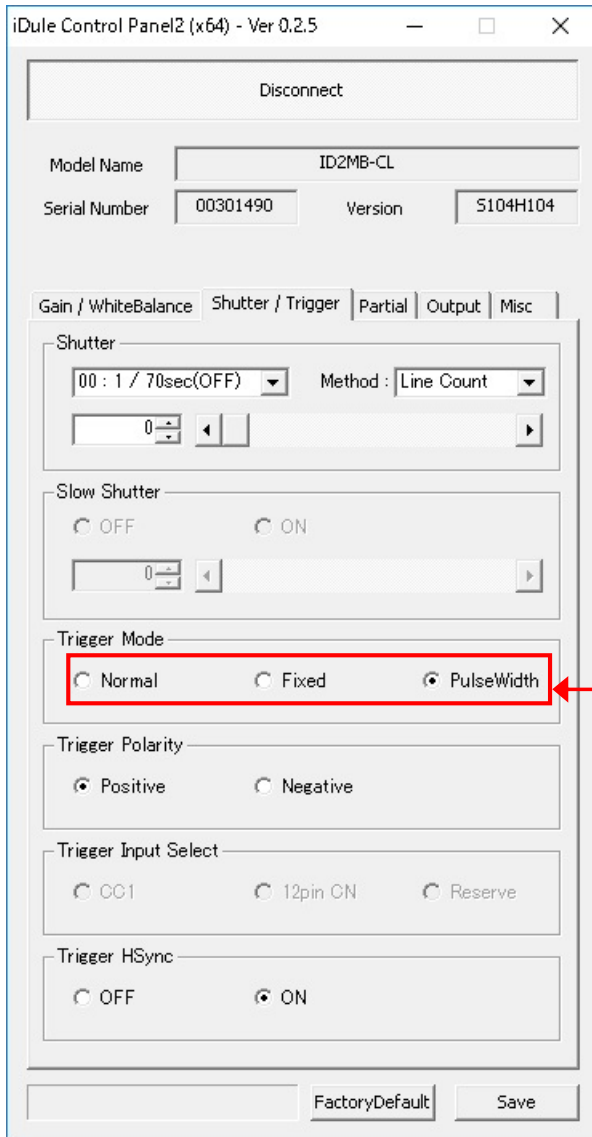 iDule Control Panel2 (x64) - Ver 0.2.5
Disconnect
Model Name ID2MB-CL
Serial Number 00301490 Version S104H104
Gain / WhiteBalance Shutter / Trigger Partial Output Misc
Shutter
00 : 1 / 70sec(OFF) Method : Line Count
0
Slow Shutter
OFF ON
0
Trigger Mode
Normal Fixed PulseWidth
Trigger Polarity
Positive Negative
Trigger Input Select
CC1 12pin CN Reserve
Trigger HSync
OFF ON
FactoryDefault Save